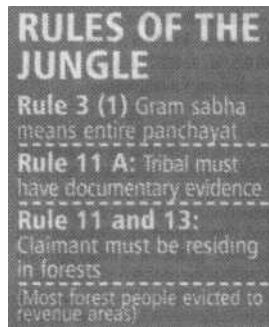 RULES OF THE
JUNGLE
Rule 3 (1) Gram sabha
means entire panchayat
Rule 11 A: Tribal must
have documentary evidence
Rule 11 and 13:
Claimant must be residing
in forests
(Most forest people evicted to
revenue areas)